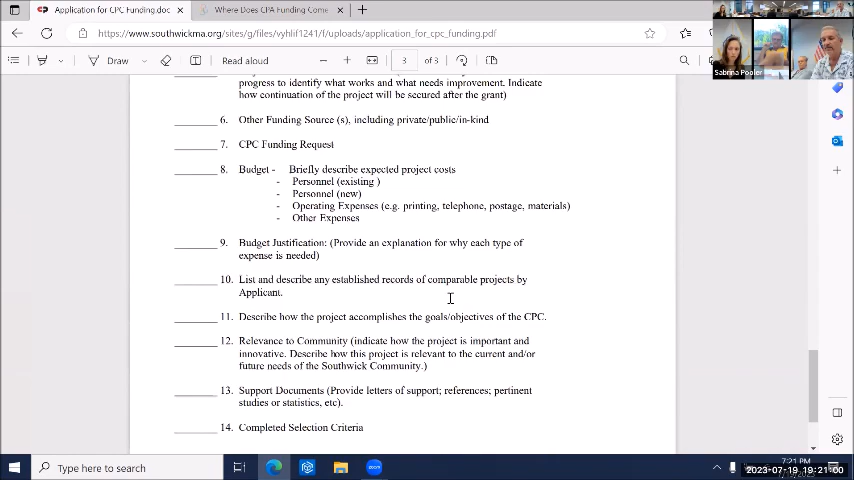 Application for CPC Funding.doc
Where Does CPA Funding Come
https://www.southwickma.org/sites/g/files/vyhlif1241/f/uploads/application_for_cpc_funding.pdf
Draw
Read aloud
3 of 3
Sabrina Pooler
progress to identify what works and what needs improvement. Indicate
how continuation of the project will be secured after the grant)
6. Other Funding Source (s), including private/public/in-kind
7. CPC Funding Request
8. Budget - Briefly describe expected project costs
- Personnel (existing )
- Personnel (new)
- Operating Expenses (e.g. printing, telephone, postage, materials)
- Other Expenses
9. Budget Justification: (Provide an explanation for why each type of
expense is needed)
10. List and describe any established records of comparable projects by
Applicant.
11. Describe how the project accomplishes the goals/objectives of the CPC.
12. Relevance to Community (indicate how the project is important and
innovative. Describe how this project is relevant to the current and/or
future needs of the Southwick Community.)
13. Support Documents (Provide letters of support; references; pertinent
studies or statistics, etc).
14. Completed Selection Criteria
Type here to search
zoom
7:21 PM
2023-07-19 19:21:00